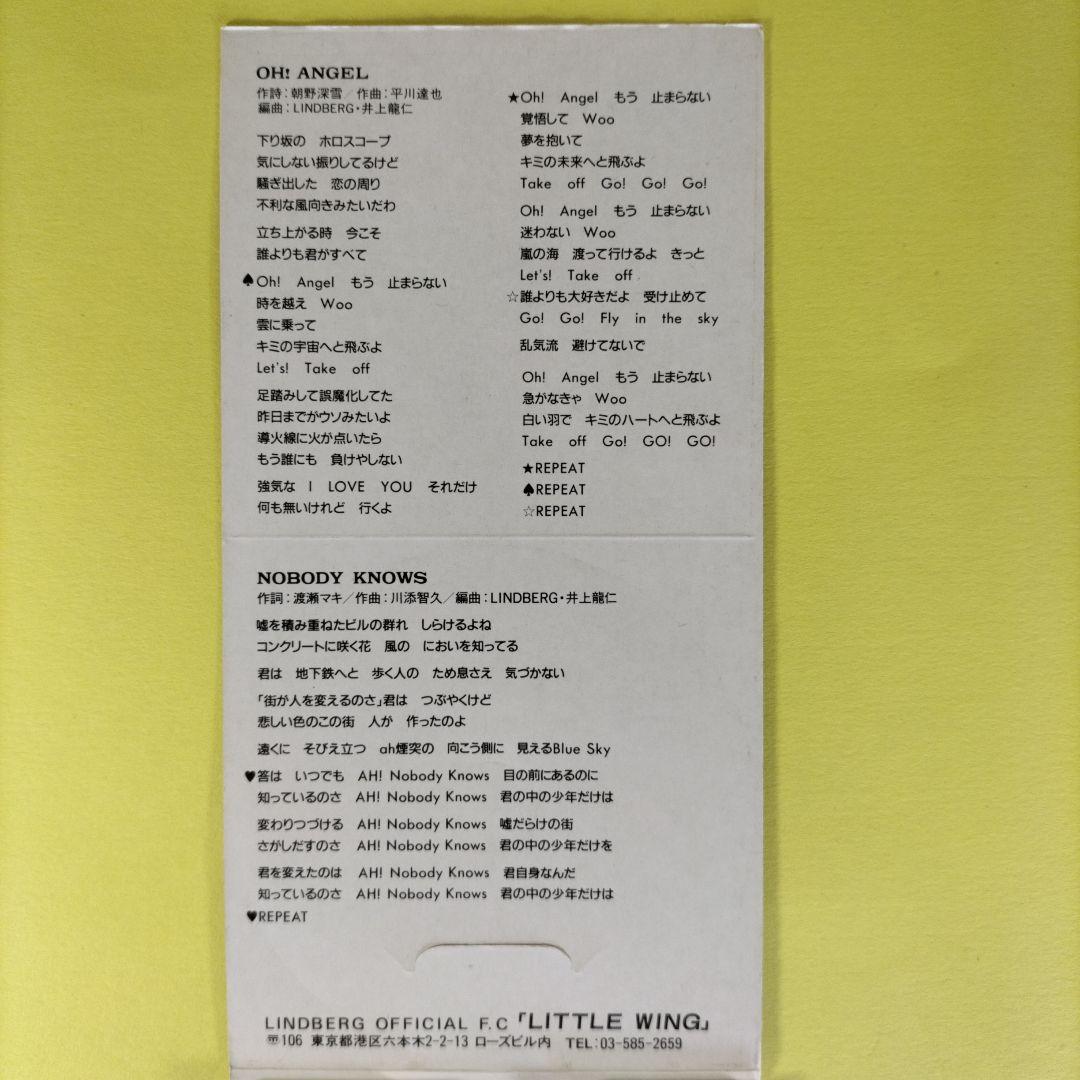 OH! ANGEL
作詩：朝野深雪／作曲：平川達也
編曲：LINDBERG・井上龍仁
下り坂の　ホロスコープ
気にしない振りしてるけど
騒ぎ出した　恋の周り
不利な風向きみたいだわ
立ち上がる時　今こそ
誰よりも君がすべて
♠Oh!　Angel　もう　止まらない
時を越え　Woo
雲に乗って
キミの宇宙へと飛ぶよ
Let's!　Take　off
足踏みして誤魔化してた
昨日までがウソみたいよ
導火線に火が点いたら
もう誰にも　負けやしない
強気な　I　LOVE　YOU　それだけ
何も無いけれど　行くよ
★Oh!　Angel　もう　止まらない
覚悟して　Woo
夢を抱いて
キミの未来へと飛ぶよ
Take　off　Go!　Go!　Go!
Oh!　Angel　もう　止まらない
迷わない　Woo
嵐の海　渡って行けるよ　きっと
Let's!　Take　off
☆誰よりも大好きだよ　受け止めて
Go!　Go!　Fly　in　the　sky
乱気流　避けてないで
Oh!　Angel　もう　止まらない
急がなきゃ　Woo
白い羽で　キミのハートへと飛ぶよ
Take　off　Go!　GO!　GO!
★REPEAT
♠REPEAT
☆REPEAT
NOBODY KNOWS
作詞：渡瀬マキ／作曲：川添智久／編曲：LINDBERG・井上龍仁
嘘を積み重ねたビルの群れ　しらけるよね
コンクリートに咲く花　風の　においを知ってる
君は　地下鉄へと　歩く人の　ため息さえ　気づかない
「街が人を変えるのさ」君は　つぶやくけど
悲しい色のこの街　人が　作ったのよ
遠くに　そびえ立つ　ah煙突の　向こう側に　見えるBlue Sky
♥答は　いつでも　AH! Nobody Knows　目の前にあるのに
知っているのさ　AH! Nobody Knows　君の中の少年だけは
変わりつづける　AH! Nobody Knows　嘘だらけの街
さがしだすのさ　AH! Nobody Knows　君の中の少年だけを
君を変えたのは　AH! Nobody Knows　君自身なんだ
知っているのさ　AH! Nobody Knows　君の中の少年だけは
♥REPEAT
LINDBERG OFFICIAL F.C「LITTLE WING」
〒106 東京都港区六本木2-2-13 ローズビル内　TEL:03-585-2659